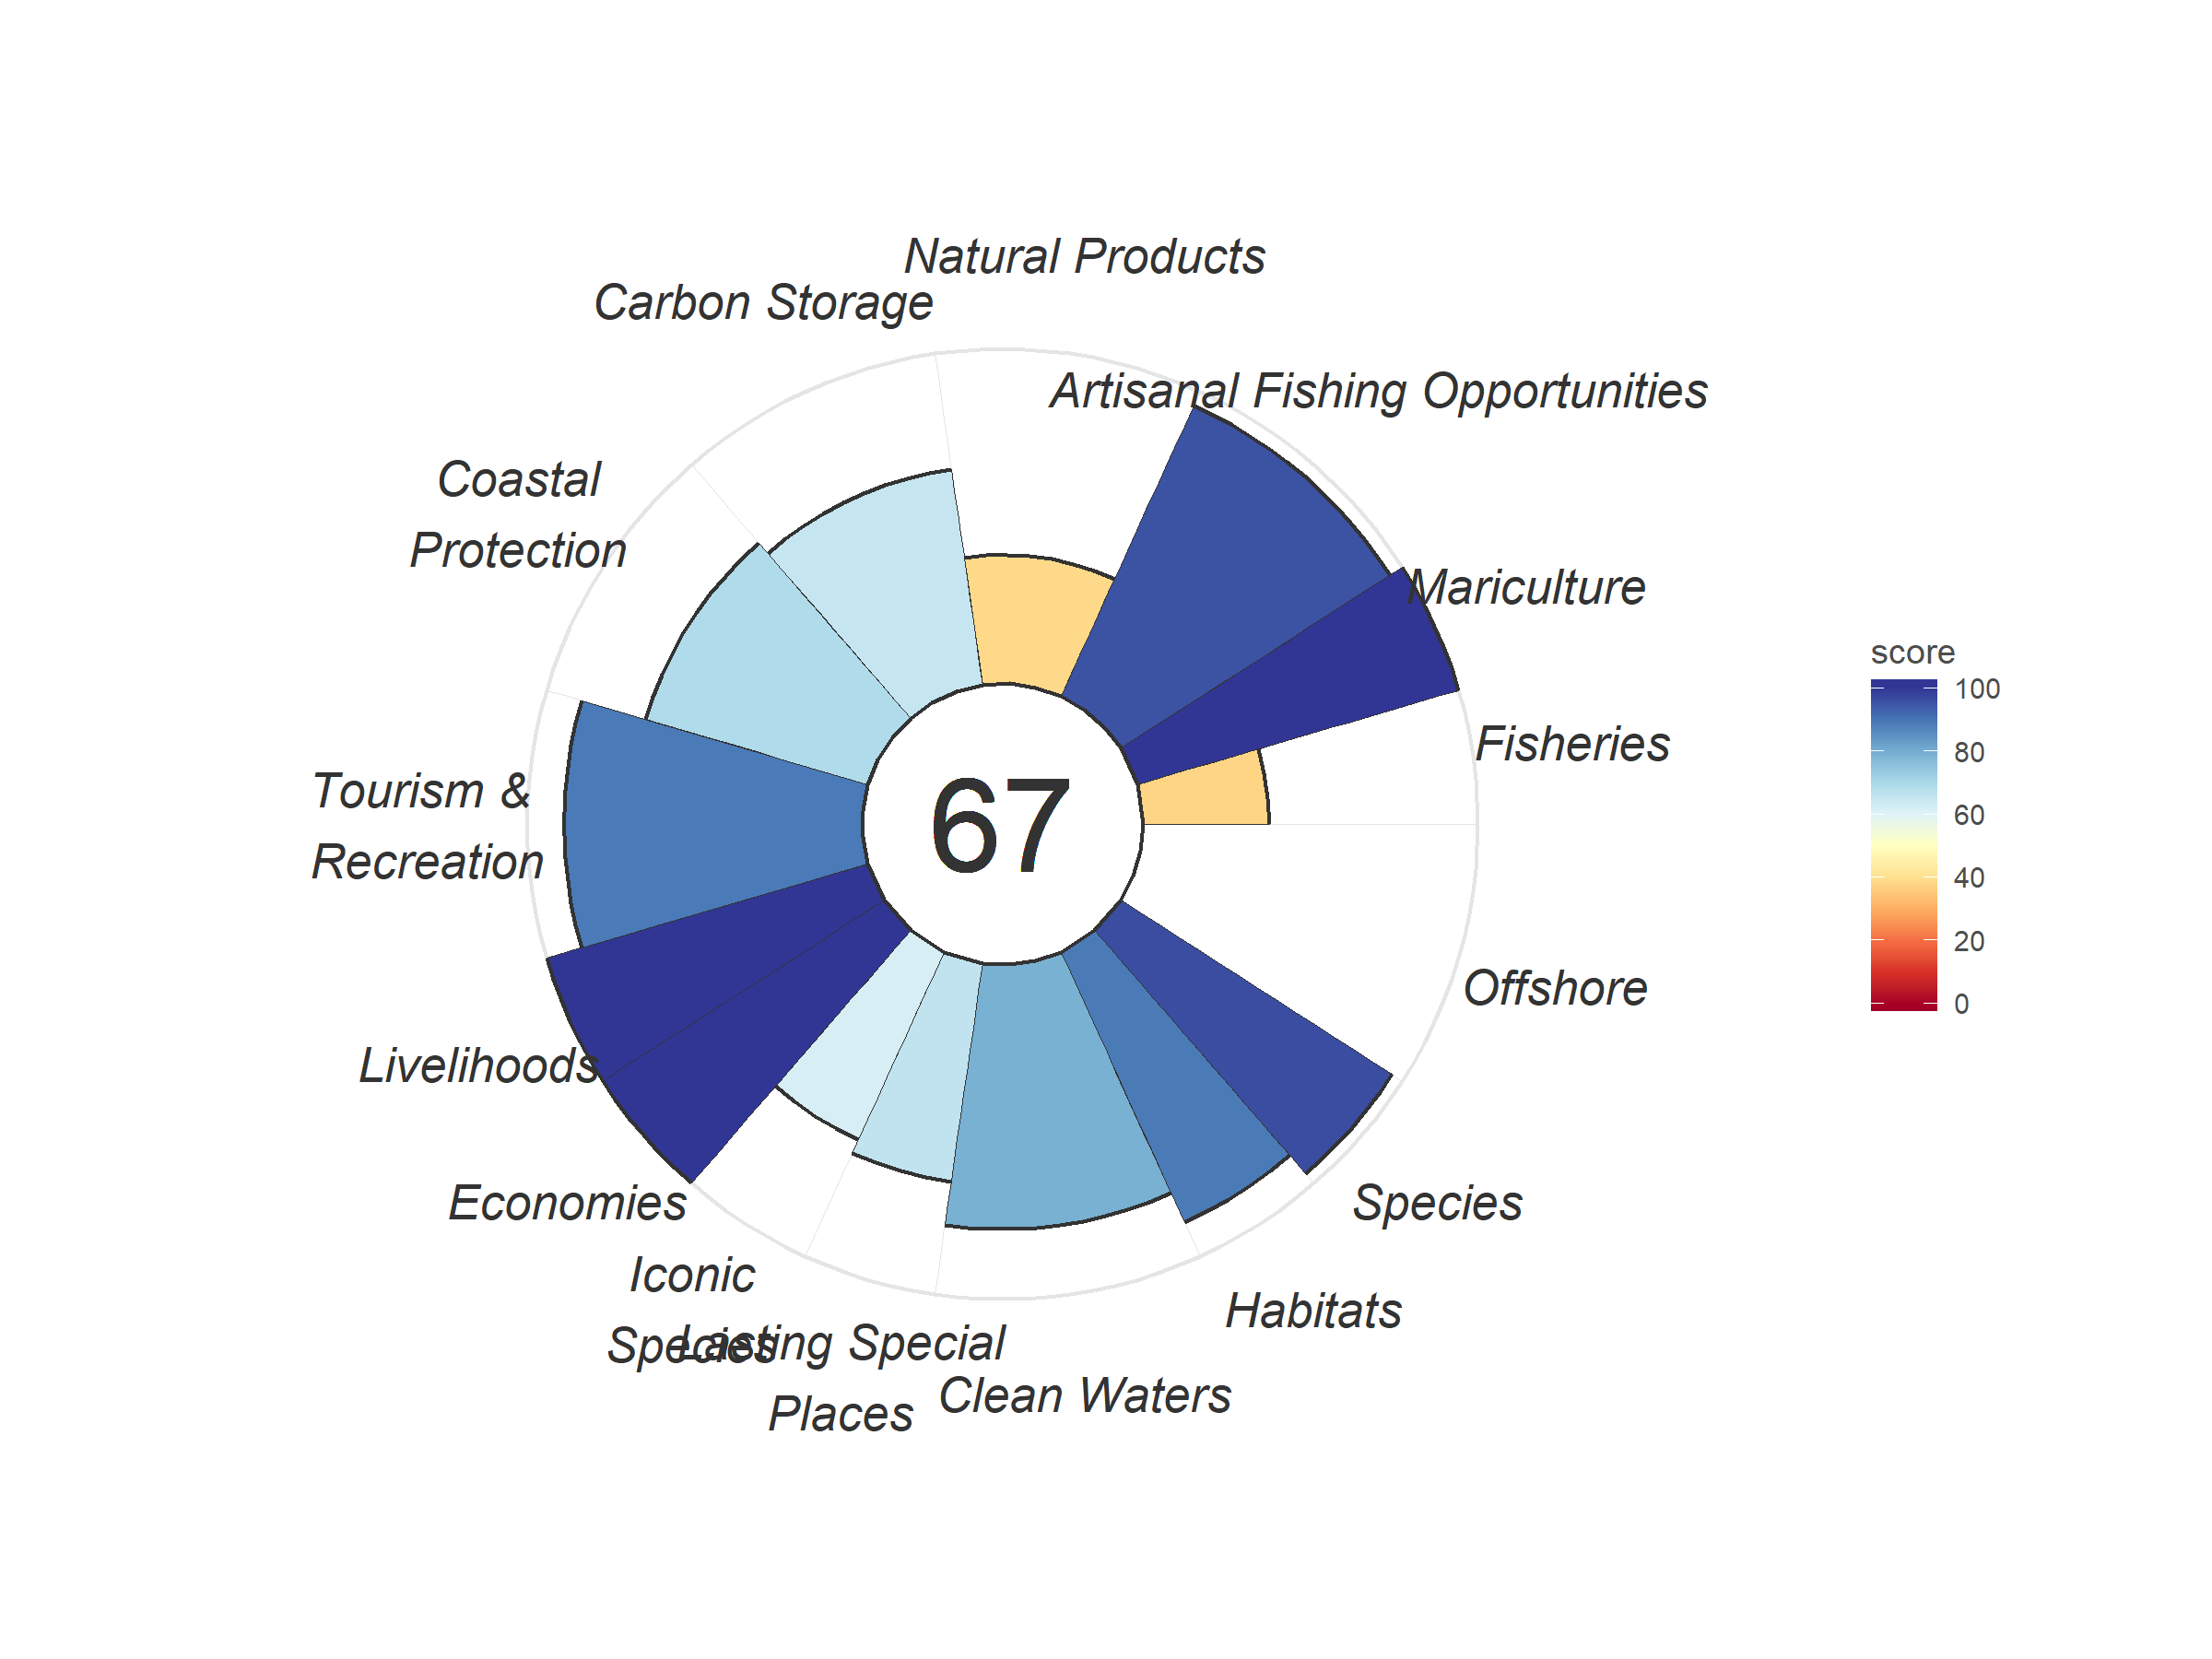 Natural Products
Carbon Storage
Artisanal Fishing Opportunities
Coastal
Protection
Mariculture
Fisheries
Tourism &
Recreation
67
Offshore
Livelihoods
Species
Economies
Habitats
Iconic
Species
Lasting Special
Places
Clean Waters
score
100
80
60
40
20
0